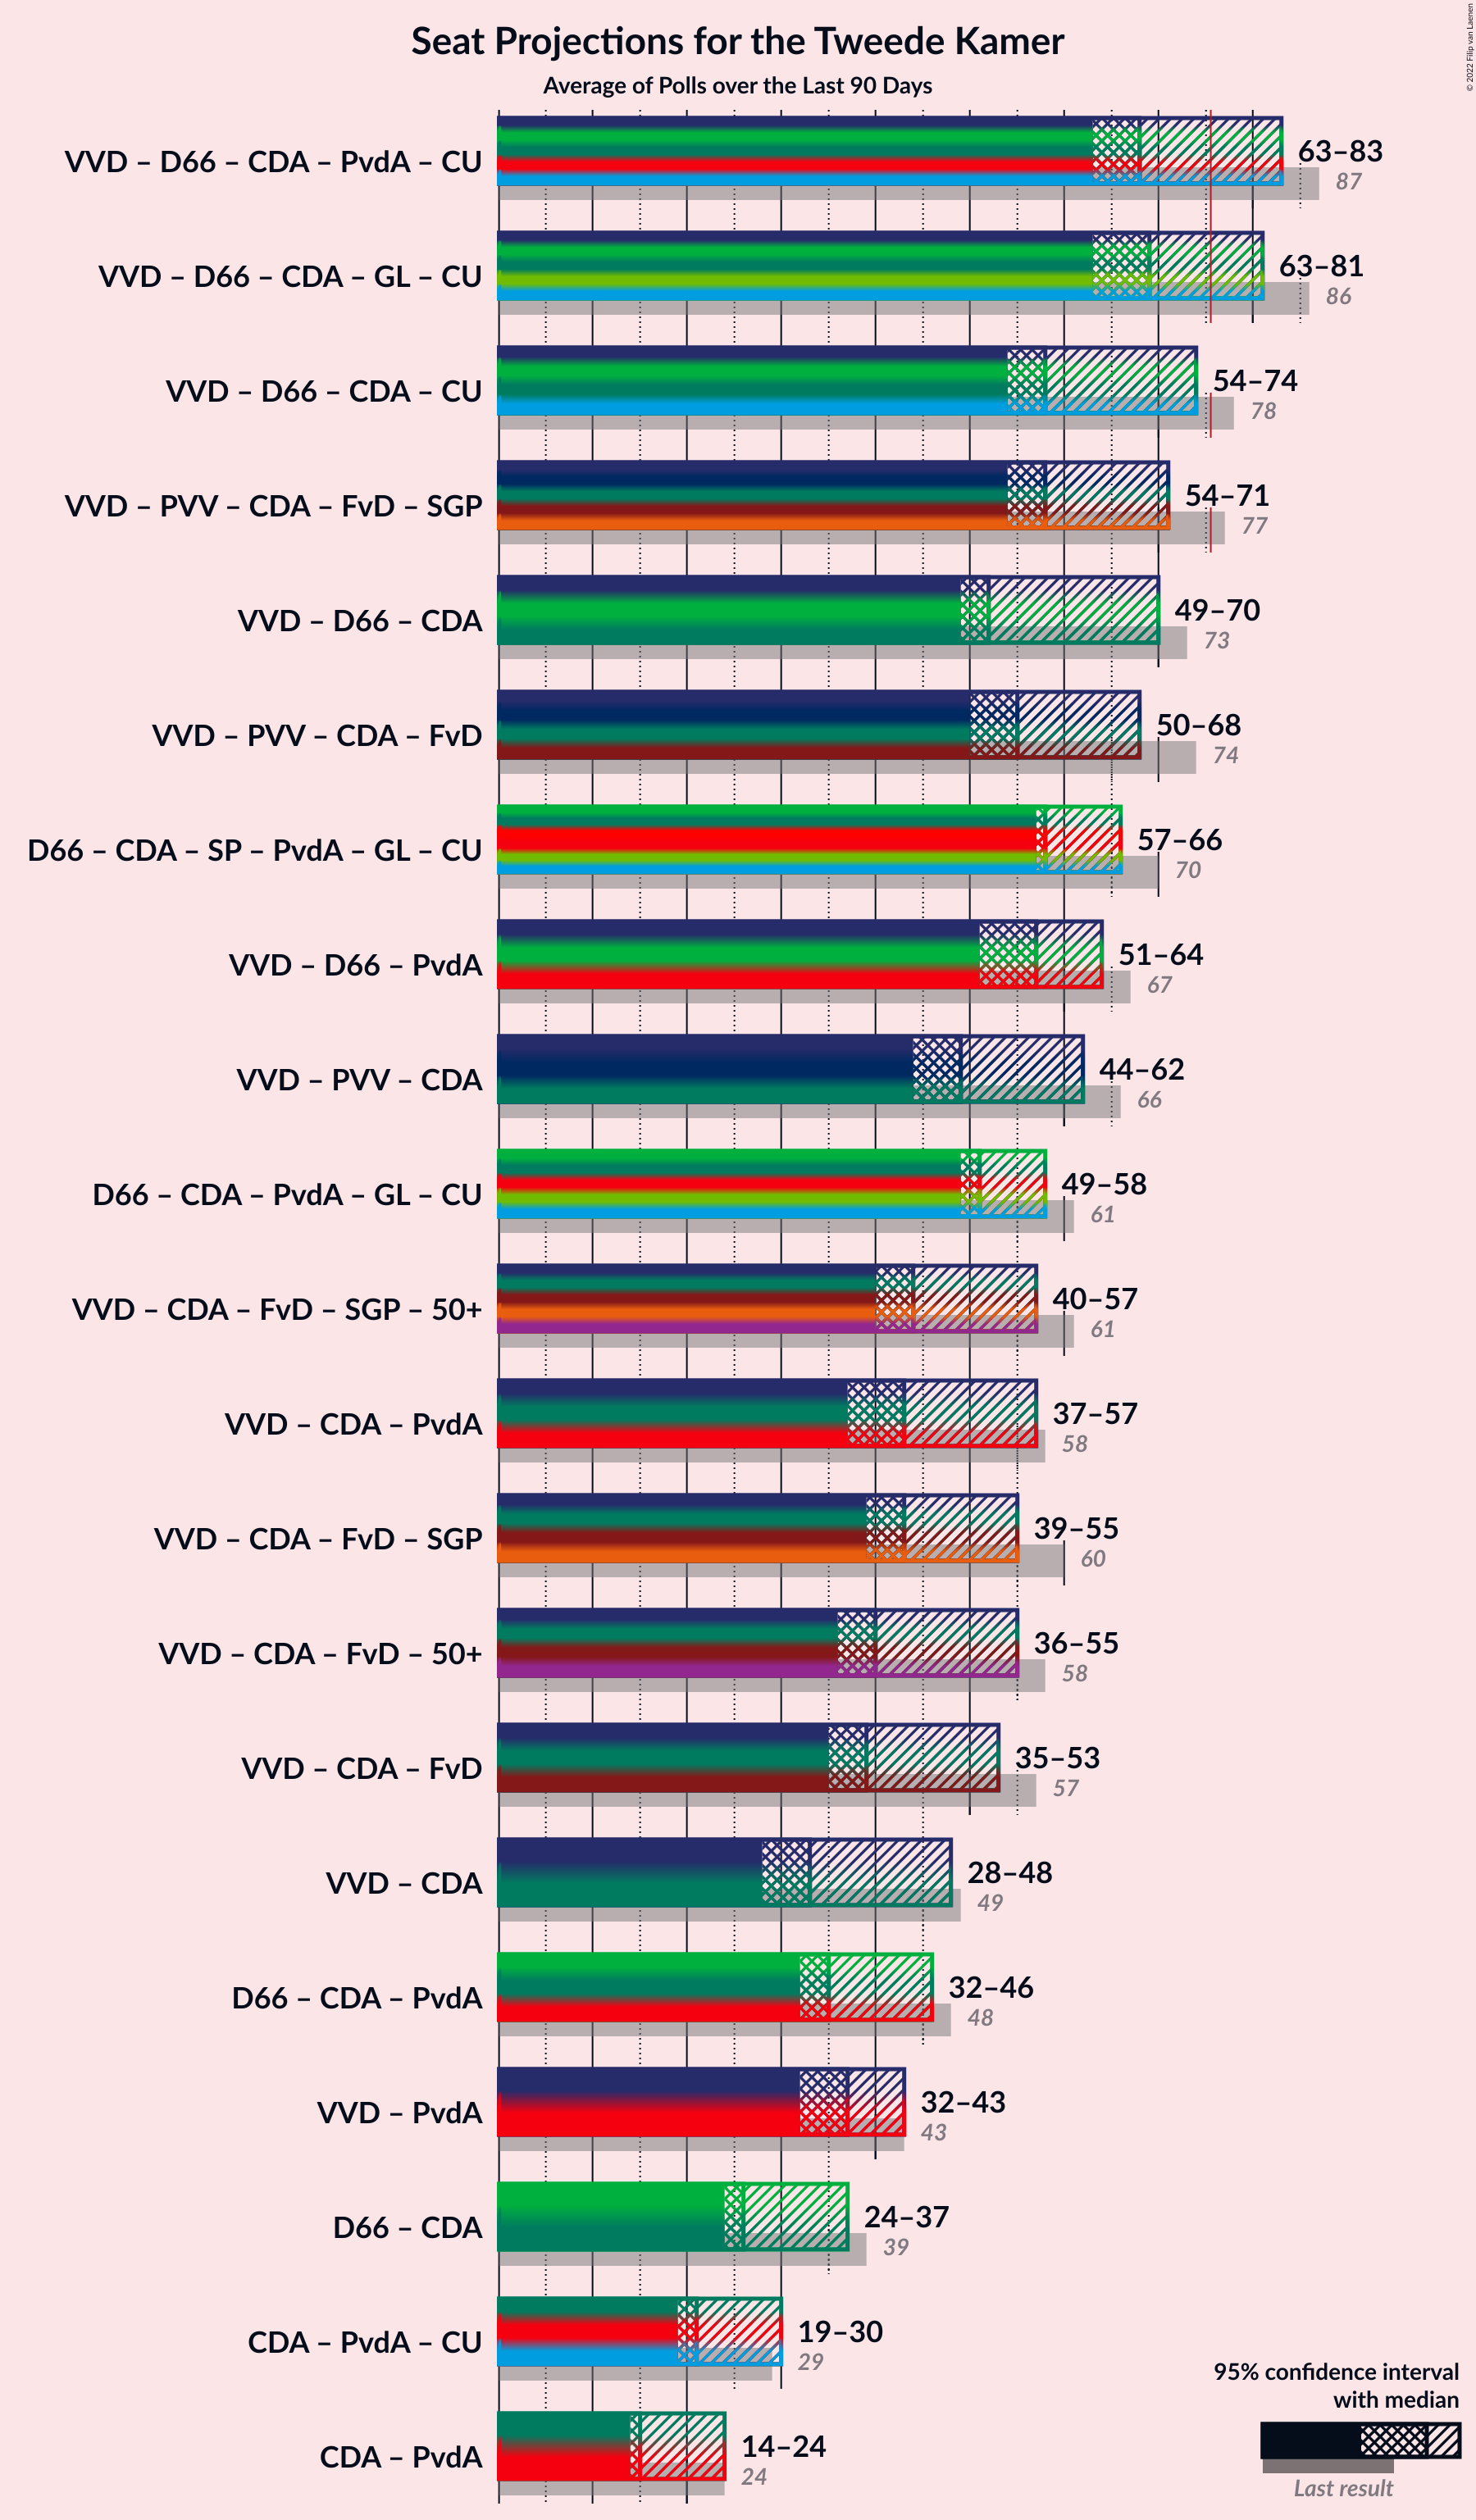 Seat Projections for the Tweede Kamer
Average of Polls over the Last 90 Days
© 2022 Filip van Laenen
VVD – D66 – CDA – PvdA – CU
63–83
87
VVD – D66 – CDA – GL – CU
63–81
86
VVD – D66 – CDA – CU
54–74
78
VVD – PVV – CDA – FvD – SGP
54–71
77
VVD – D66 – CDA
49–70
73
VVD – PVV – CDA – FvD
50–68
74
D66 – CDA – SP – PvdA – GL – CU
57–66
70
VVD – D66 – PvdA
51–64
67
VVD – PVV – CDA
44–62
66
D66 – CDA – PvdA – GL – CU
49–58
61
VVD – CDA – FvD – SGP – 50+
40–57
61
VVD – CDA – PvdA
37–57
58
VVD – CDA – FvD – SGP
39–55
60
VVD – CDA – FvD – 50+
36–55
58
VVD – CDA – FvD
35–53
57
VVD – CDA
28–48
49
D66 – CDA – PvdA
32–46
48
VVD – PvdA
32–43
43
D66 – CDA
24–37
39
CDA – PvdA – CU
19–30
29
CDA – PvdA
14–24
24
95% confidence interval
with median
Last result